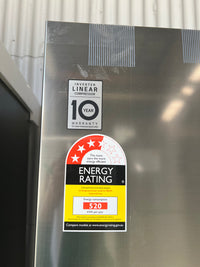 INVERTER
LINEAR
COMPRESSOR
10
YEAR
WARRANTY
The more stars
the more
energy efficient
ENERGY
RATING
Energy consumption
520
kWh per year
Compare models at www.energyrating.gov.au